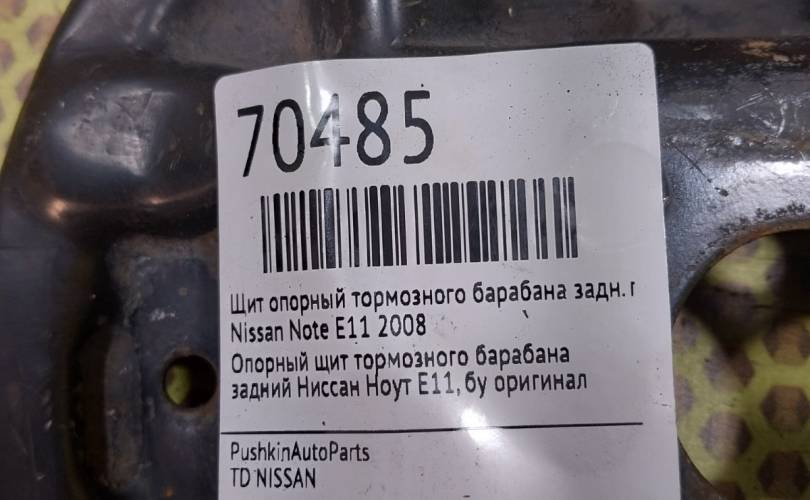 70485
Щит опорный тормозного барабана задн. г
Nissan Note E11 2008
Опорный щит тормозного барабана
задний Ниссан Ноут Е11, бу оригинал
PushkinAutoParts
TD NISSAN